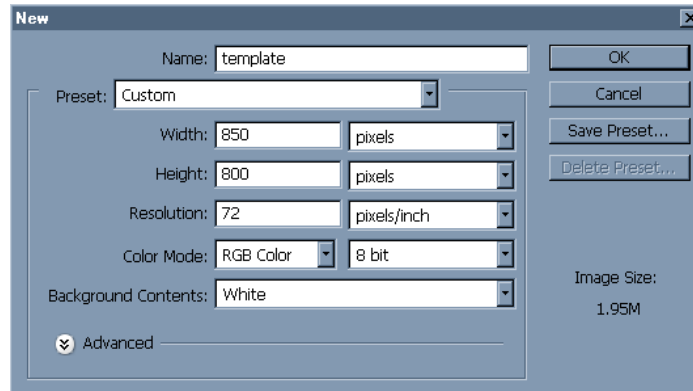 New
Name: template
OK
Preset: Custom
Cancel
Width: 850 pixels
Save Preset...
Height: 800 pixels
Delete Preset...
Resolution: 72 pixels/inch
Color Mode: RGB Color 8 bit
Image Size:
Background Contents: White
1.95M
Advanced